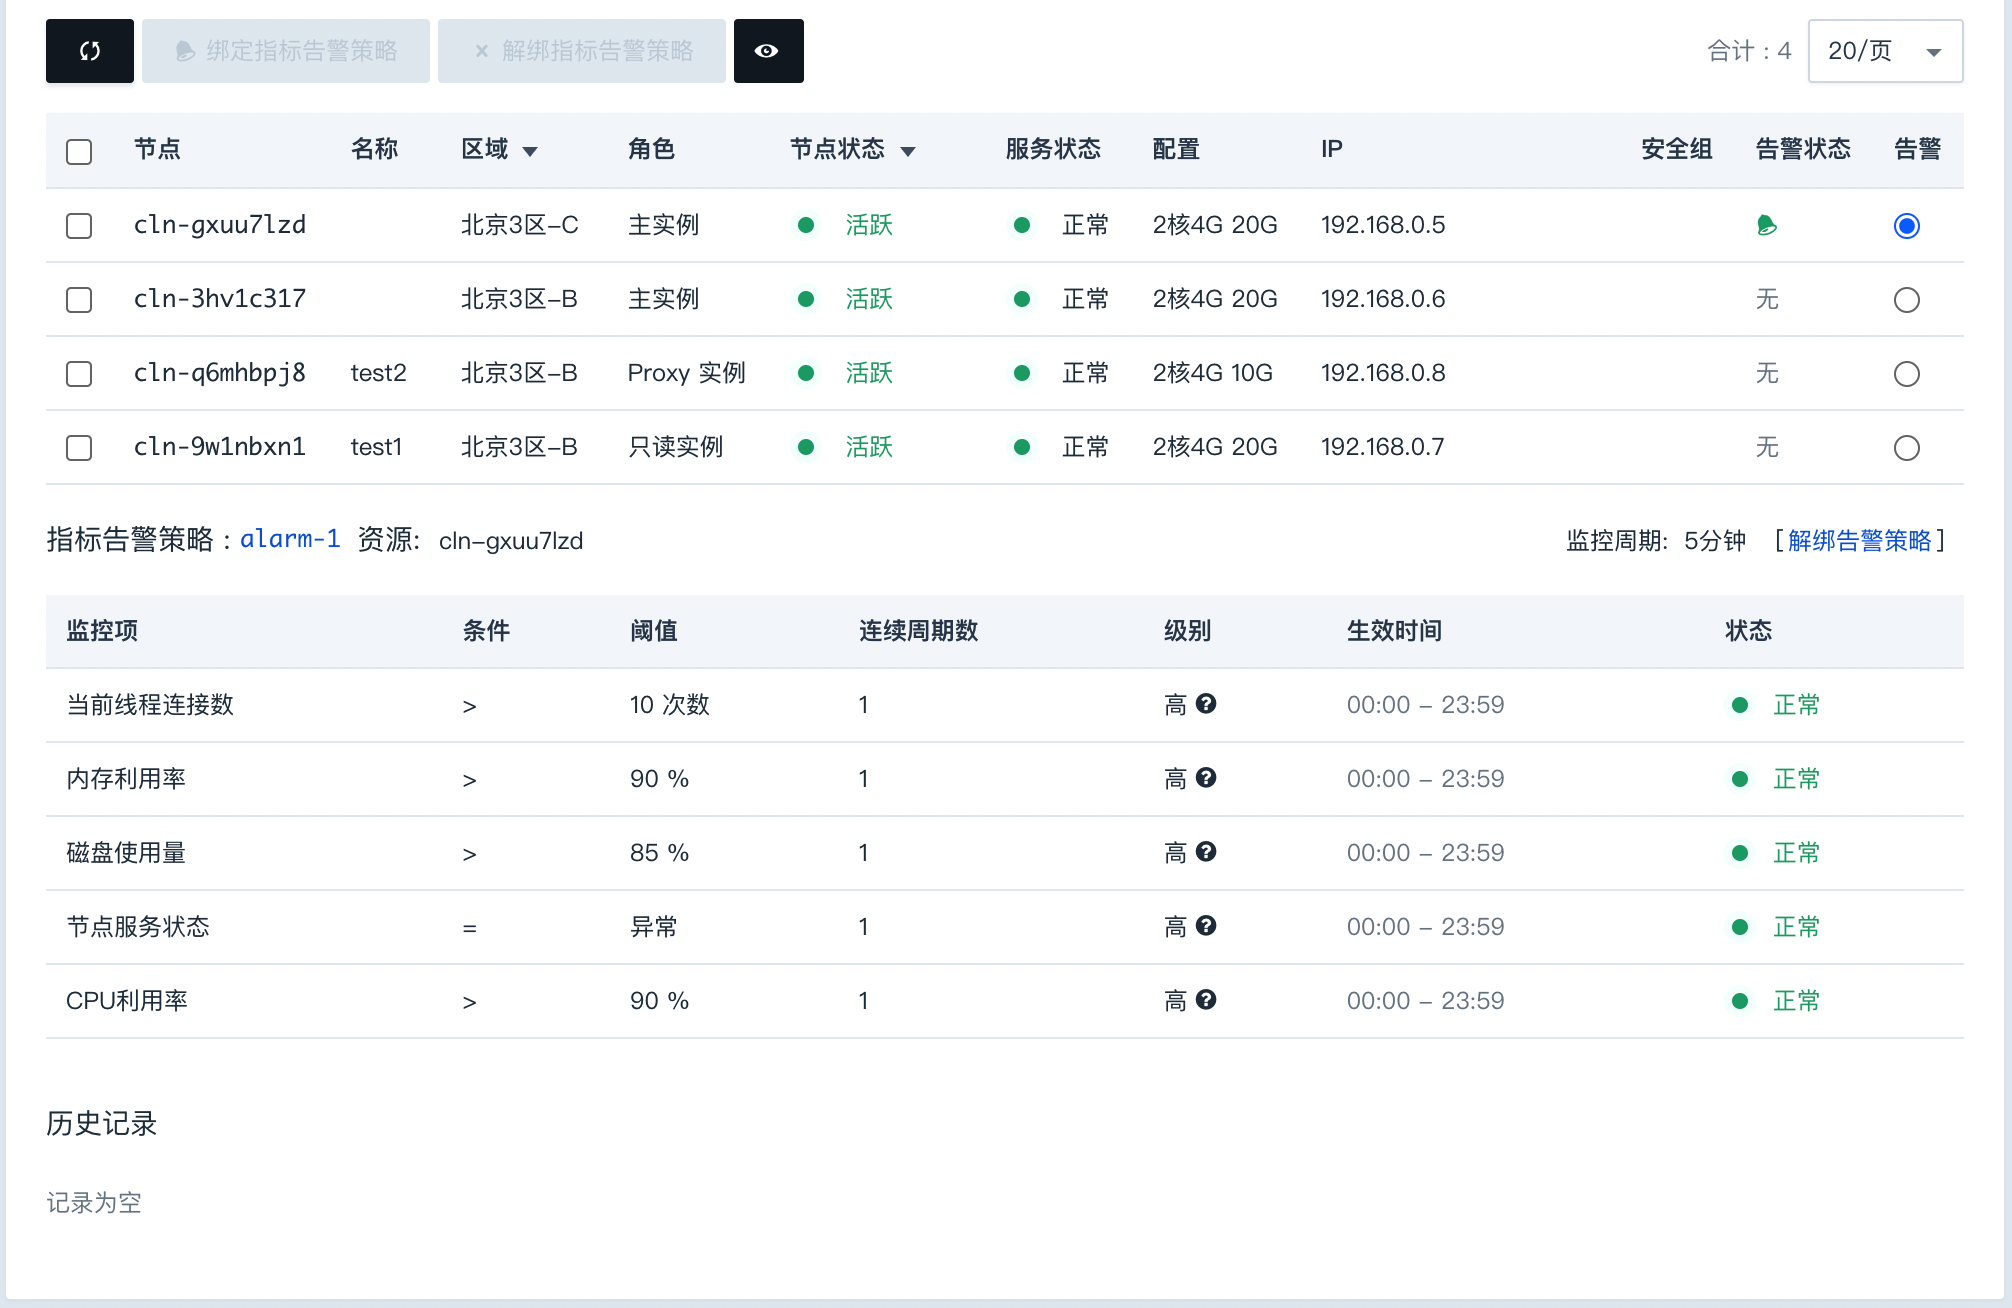 绑定指标告警策略 × 解绑指标告警策略 合计：4 20/页
节点 名称 区域 角色 节点状态 服务状态 配置 IP 安全组 告警状态 告警
cln-gxuu7lzd 北京3区-C 主实例 活跃 正常 2核4G 20G 192.168.0.5
cln-3hv1c317 北京3区-B 主实例 活跃 正常 2核4G 20G 192.168.0.6 无
cln-q6mhbpj8 test2 北京3区-B Proxy 实例 活跃 正常 2核4G 10G 192.168.0.8 无
cln-9w1nbxn1 test1 北京3区-B 只读实例 活跃 正常 2核4G 20G 192.168.0.7 无
指标告警策略：alarm-1 资源: cln-gxuu7lzd 监控周期: 5分钟 [解绑告警策略]
监控项 条件 阈值 连续周期数 级别 生效时间 状态
当前线程连接数 > 10 次数 1 高 ? 00:00 - 23:59 正常
内存利用率 > 90 % 1 高 ? 00:00 - 23:59 正常
磁盘使用量 > 85 % 1 高 ? 00:00 - 23:59 正常
节点服务状态 = 异常 1 高 ? 00:00 - 23:59 正常
CPU利用率 > 90 % 1 高 ? 00:00 - 23:59 正常
历史记录
记录为空